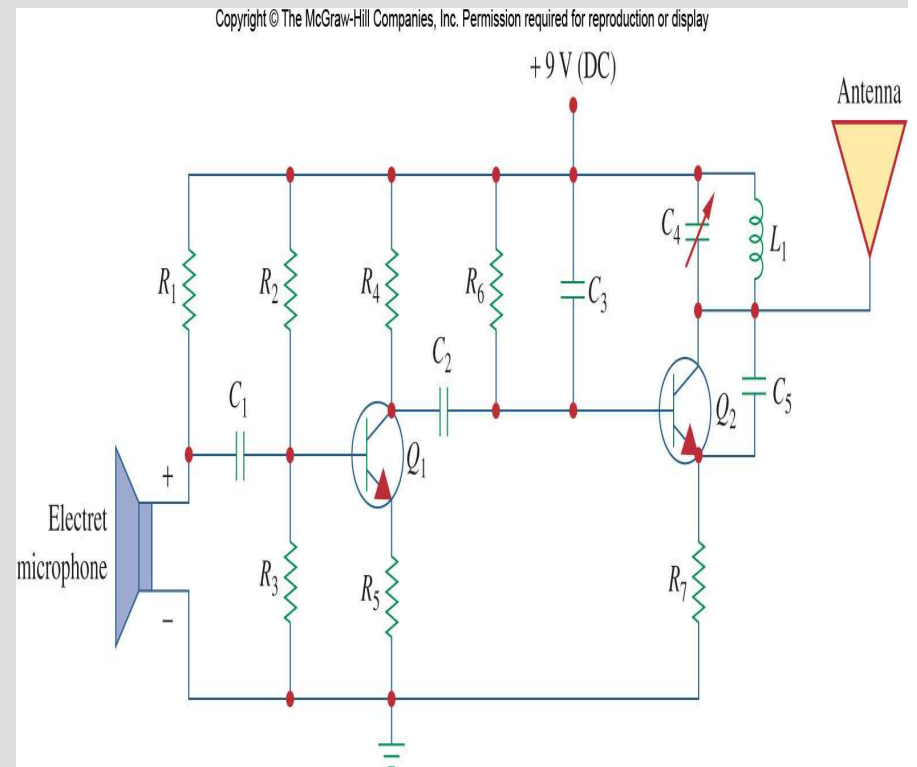 Copyright © The McGraw-Hill Companies, Inc. Permission required for reproduction or display
+9 V (DC)
Antenna
C4
L1
R1
R2
R4
R6
C3
C2
C1
Q2
C5
Q1
+
Electret
microphone
R3
R5
R7
−